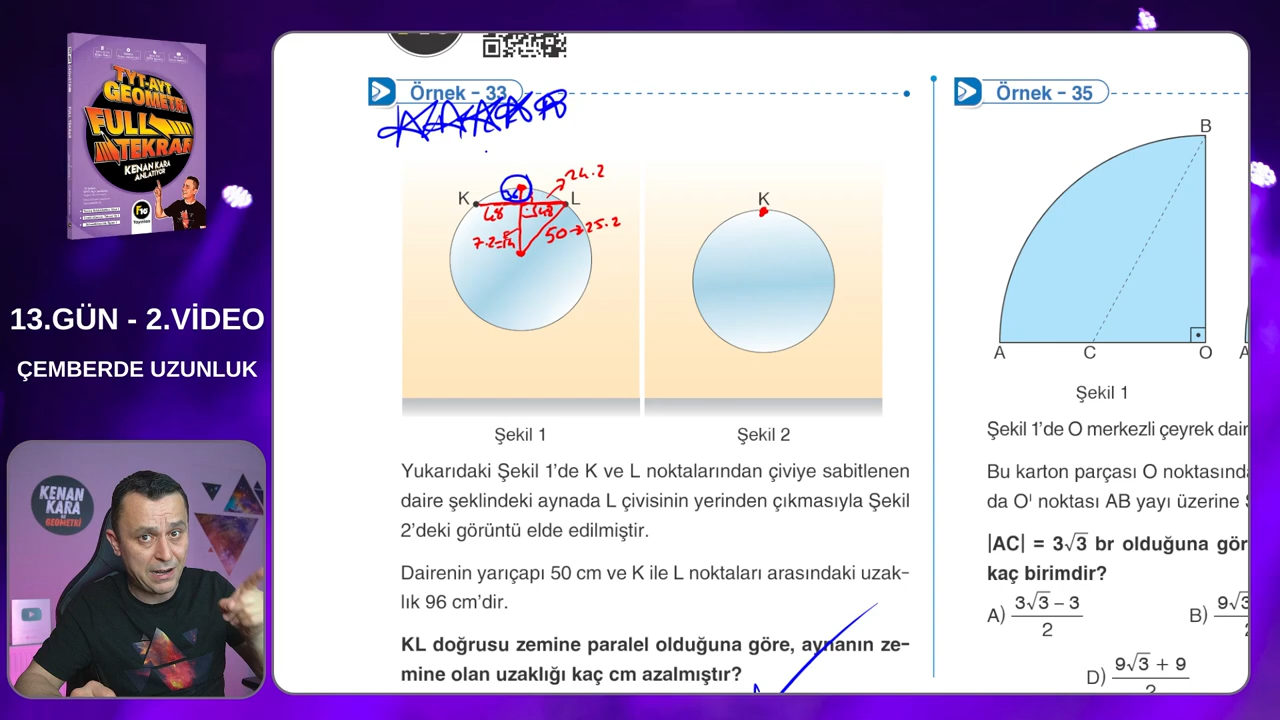 TYT-AYT
GEOMETRİ
FULL
TEKRAR
KENAN KARA
ANLATIYOR
13.GÜN - 2.VİDEO
ÇEMBERDE UZUNLUK
KENAN
KARA
GEOMETRİ
Örnek - 33
K
L
24.2
36
48
48
7.2=14
50→25.2
K
Şekil 1
Şekil 2
Yukarıdaki Şekil 1'de K ve L noktalarından çiviye sabitlenen
daire şeklindeki aynada L çivisinin yerinden çıkmasıyla Şekil
2'deki görüntü elde edilmiştir.
Dairenin yarıçapı 50 cm ve K ile L noktaları arasındaki uzak-
lık 96 cm'dir.
KL doğrusu zemine paralel olduğuna göre, aynanın ze-
mine olan uzaklığı kaç cm azalmıştır?
Örnek - 35
B
A
C
O
Şekil 1
Şekil 1'de O merkezli çeyrek dair
Bu karton parçası O noktasınd
da O' noktası AB yayı üzerine
|AC| = 3√3 br olduğuna gör
kaç birimdir?
A) 3√3 – 3
2
B) 9√3
D) 9√3 + 9